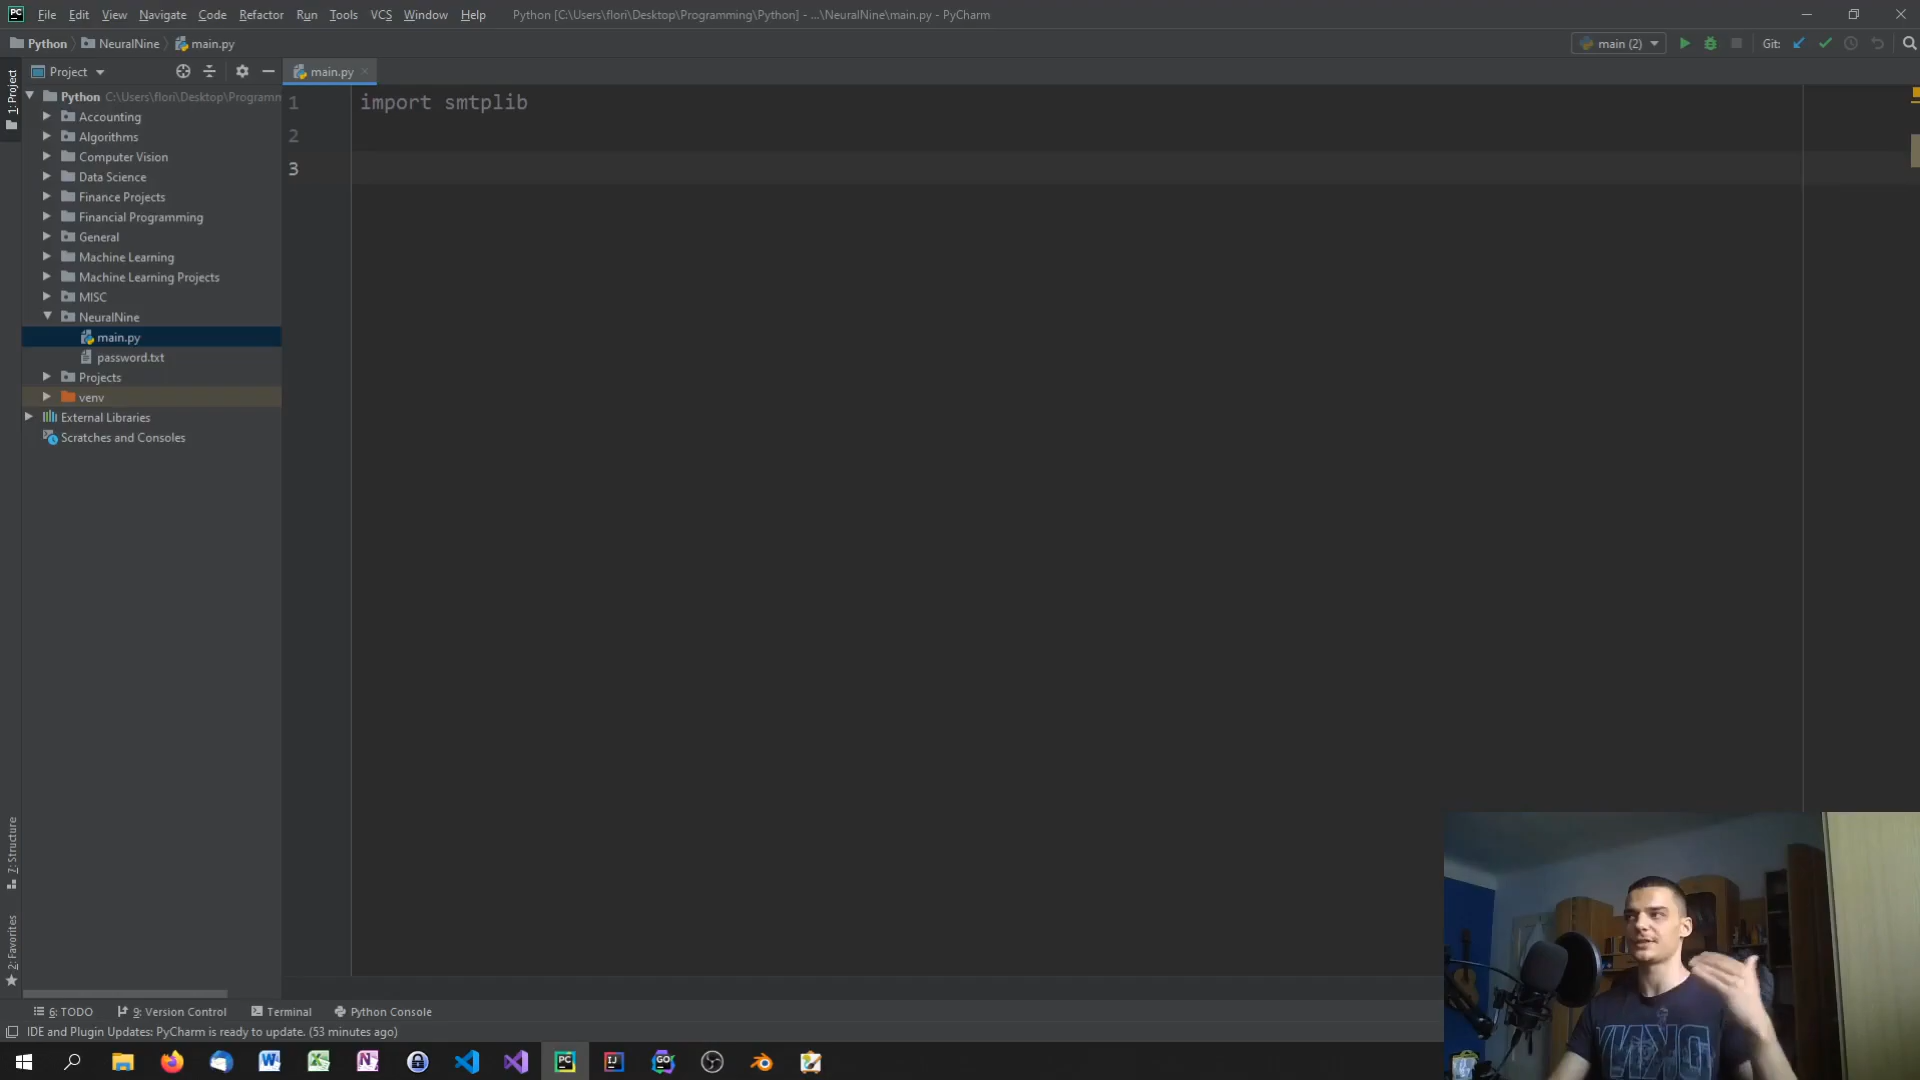 PC File Edit View Navigate Code Refactor Run Tools VCS Window Help Python [C:\Users\flori\Desktop\Programming\Python] - ...\NeuralNine\main.py - PyCharm
Python NeuralNine main.py main (2) Git:
Project main.py
1: Project
Python C:\Users\flori\Desktop\Programm
Accounting
Algorithms
Computer Vision
Data Science
Finance Projects
Financial Programming
General
Machine Learning
Machine Learning Projects
MISC
NeuralNine
main.py
password.txt
Projects
venv
External Libraries
Scratches and Consoles
1 import smtplib
2
3
7: Structure
2: Favorites
6: TODO 9: Version Control Terminal Python Console
IDE and Plugin Updates: PyCharm is ready to update. (53 minutes ago)
PC IJ GO